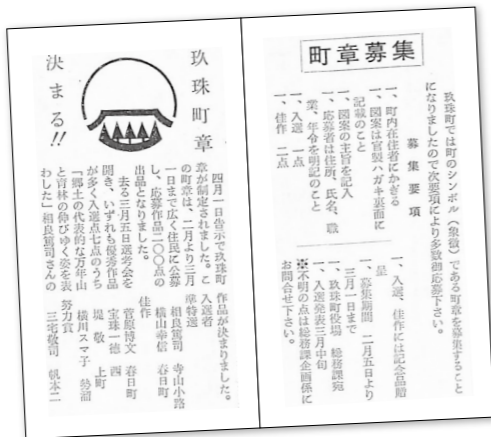 町章募集
玖珠町では町のシンボル（象徴）である町章を募集すること
になりましたので次要項により多数御応募下さい。
募集要項
一、町内在住者にかぎる
一、図案は官製ハガキ裏面に
記載のこと
一、図案の主旨を記入
一、応募者は住所、氏名、職
業、年令を明記のこと
一、入選 一点
一、佳作 二点
一、入選、佳作には記念品贈
呈
一、募集期間 二月五日より
三月一日まで
一、玖珠町役場 総務課宛
一、入選発表三月中旬
※不明の点は総務課企画係に
お問合せ下さい。
玖珠町章
決まる!!
四月一日告示で玖珠町
章が制定されました。こ
の町章は、二月より三月
一日まで広く住民に公募
し、応募作品二〇〇点の
出品となりました。
去る三月五日選考会を
開き、いずれも優秀作品
が多く入選点七点のうち
「郷土の代表的な万年山
と青林の伸びゆく姿を表
わした」相良篤司さんの
作品が決まりました。
入選者
準特選
相良篤司 寺山小路
横山幸信 春日町
佳作
菅原博文 春日町
宝珠一徳 西
堤敬 上町
横川スマ子
努力賞
三宅敬司 帆本二